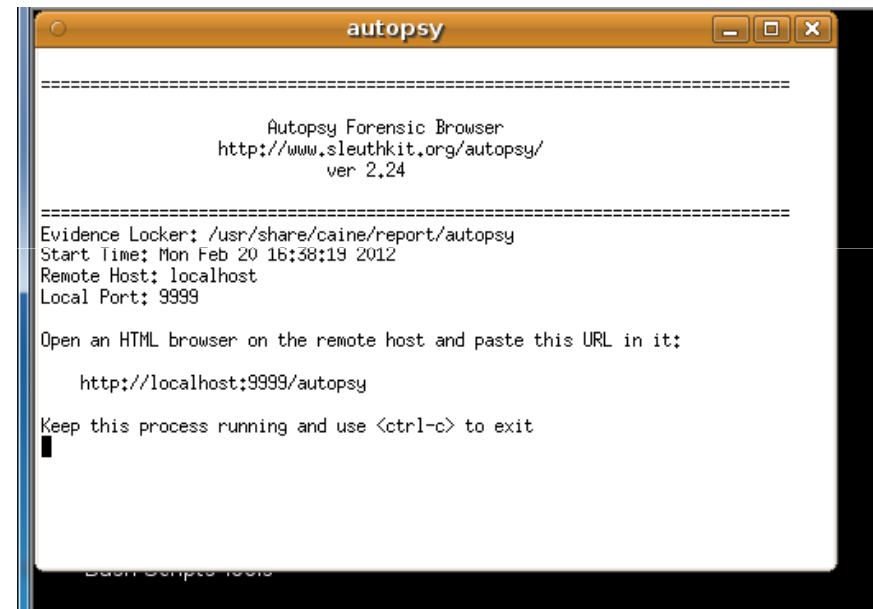 autopsy
===========================================================================
Autopsy Forensic Browser
http://www.sleuthkit.org/autopsy/
ver 2.24
===========================================================================
Evidence Locker: /usr/share/caine/report/autopsy
Start Time: Mon Feb 20 16:38:19 2012
Remote Host: localhost
Local Port: 9999
Open an HTML browser on the remote host and paste this URL in it:
http://localhost:9999/autopsy
Keep this process running and use <ctrl-c> to exit